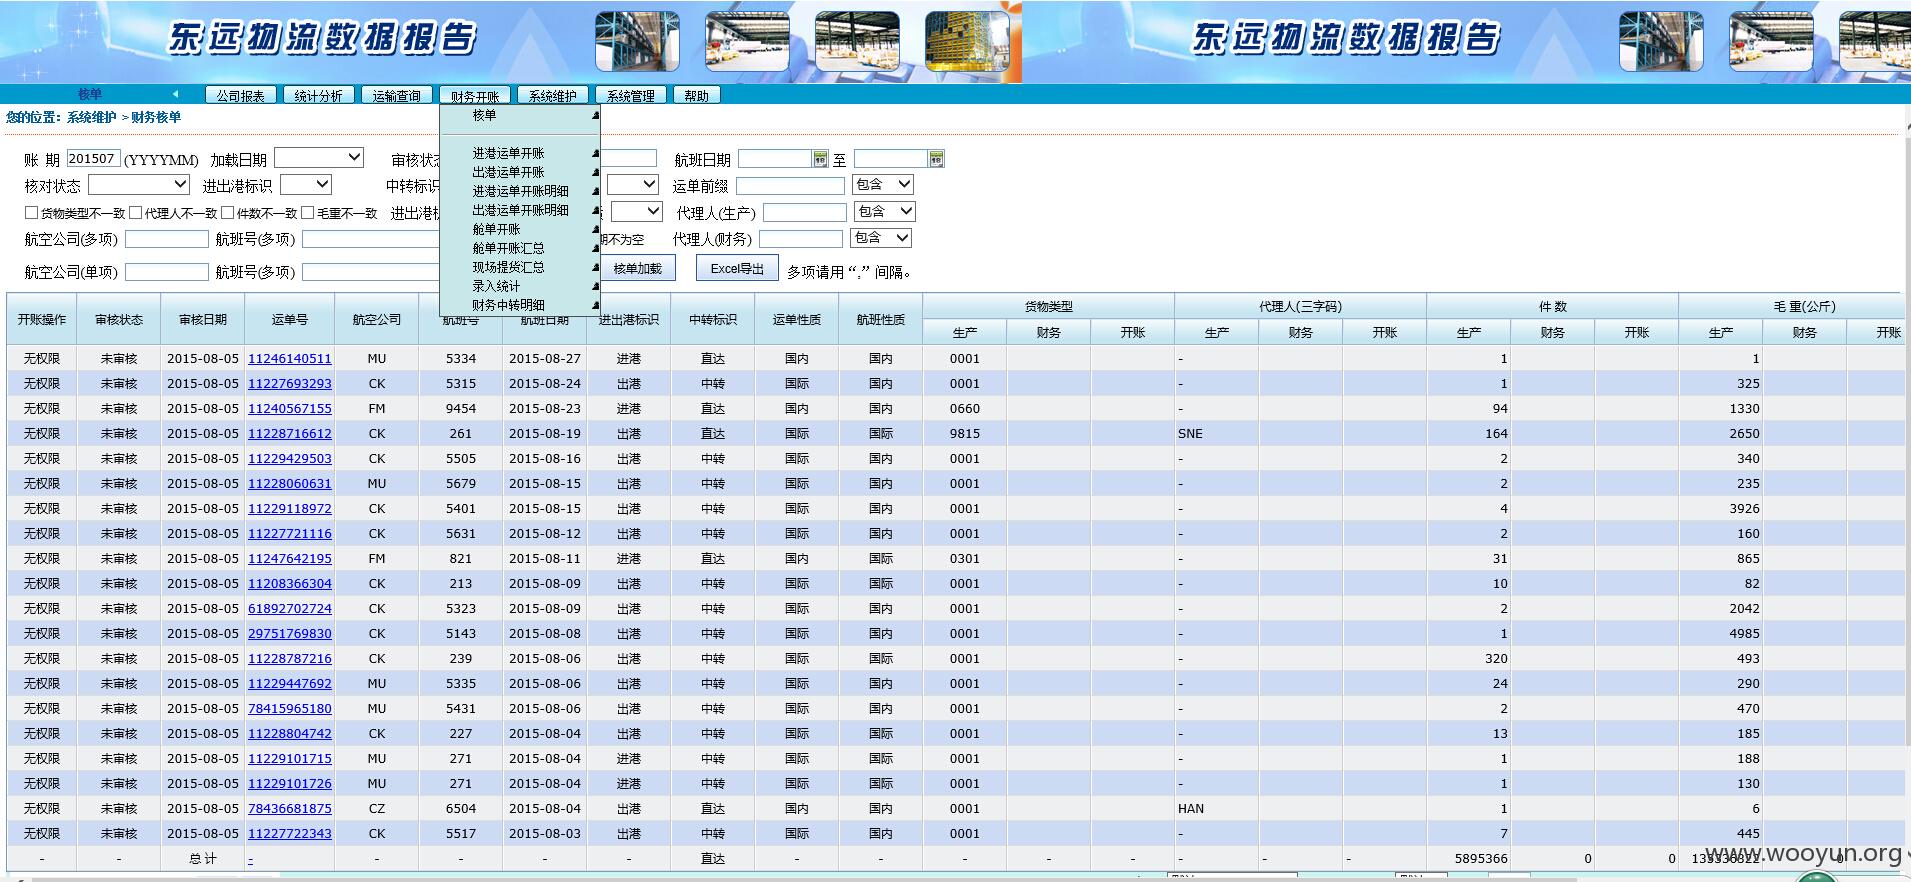 东远物流数据报告 东远物流数据报告
核单 公司报表 统计分析 运输查询 财务开账 系统维护 系统管理 帮助
您的位置：系统维护 > 财务核单
核单
进港运单开账
出港运单开账
进港运单开账明细
出港运单开账明细
舱单开账
舱单开账汇总
现场提货汇总
录入统计
财务中转明细
账 期 201507 (YYYYMM) 加载日期 审核状态 航班日期 至
核对状态 进出港标识 中转标识 运单前缀 包含
货物类型不一致 代理人不一致 件数不一致 毛重不一致 进出港 代理人(生产) 包含
航空公司(多项) 航班号(多项) 期不为空 代理人(财务) 包含
航空公司(单项) 航班号(多项) 核单加载 Excel导出 多项请用“,”间隔。
开账操作 审核状态 审核日期 运单号 航空公司 航班号 航班日期 进出港标识 中转标识 运单性质 航班性质 货物类型 代理人(三字码) 件 数 毛 重(公斤)
生产 财务 开账 生产 财务 开账 生产 财务 开账 生产 财务 开账
无权限 未审核 2015-08-05 11246140511 MU 5334 2015-08-27 进港 直达 国内 国内 0001 - 1 1
无权限 未审核 2015-08-05 11227693293 CK 5315 2015-08-24 出港 中转 国际 国内 0001 - 1 325
无权限 未审核 2015-08-05 11240567155 FM 9454 2015-08-23 进港 直达 国内 国内 0660 - 94 1330
无权限 未审核 2015-08-05 11228716612 CK 261 2015-08-19 出港 直达 国际 国际 9815 SNE 164 2650
无权限 未审核 2015-08-05 11229429503 CK 5505 2015-08-16 出港 中转 国际 国内 0001 - 2 340
无权限 未审核 2015-08-05 11228060631 MU 5679 2015-08-15 出港 中转 国际 国内 0001 - 2 235
无权限 未审核 2015-08-05 11229118972 CK 5401 2015-08-15 出港 中转 国际 国内 0001 - 4 3926
无权限 未审核 2015-08-05 11227721116 CK 5631 2015-08-12 出港 中转 国际 国内 0001 - 2 160
无权限 未审核 2015-08-05 11247642195 FM 821 2015-08-11 进港 直达 国内 国际 0301 - 31 865
无权限 未审核 2015-08-05 11208366304 CK 213 2015-08-09 出港 中转 国际 国际 0001 - 10 82
无权限 未审核 2015-08-05 61892702724 CK 5323 2015-08-09 出港 中转 国际 国内 0001 - 2 2042
无权限 未审核 2015-08-05 29751769830 CK 5143 2015-08-08 出港 中转 国际 国内 0001 - 1 4985
无权限 未审核 2015-08-05 11228787216 CK 239 2015-08-06 出港 中转 国际 国际 0001 - 320 493
无权限 未审核 2015-08-05 11229447692 MU 5335 2015-08-06 出港 中转 国际 国内 0001 - 24 290
无权限 未审核 2015-08-05 78415965180 MU 5431 2015-08-06 出港 中转 国际 国内 0001 - 2 470
无权限 未审核 2015-08-05 11228804742 CK 227 2015-08-04 出港 中转 国际 国际 0001 - 13 185
无权限 未审核 2015-08-05 11229101715 MU 271 2015-08-04 进港 中转 国际 国际 0001 - 1 188
无权限 未审核 2015-08-05 11229101726 MU 271 2015-08-04 进港 中转 国际 国际 0001 - 1 130
无权限 未审核 2015-08-05 78436681875 CZ 6504 2015-08-04 出港 直达 国内 国内 0001 HAN 1 6
无权限 未审核 2015-08-05 11227722343 CK 5517 2015-08-03 出港 中转 国际 国内 0001 - 7 445
- - 总 计 - - - - - 直达 - - - - - - - - 5895366 0 0 0
www.wooyun.org